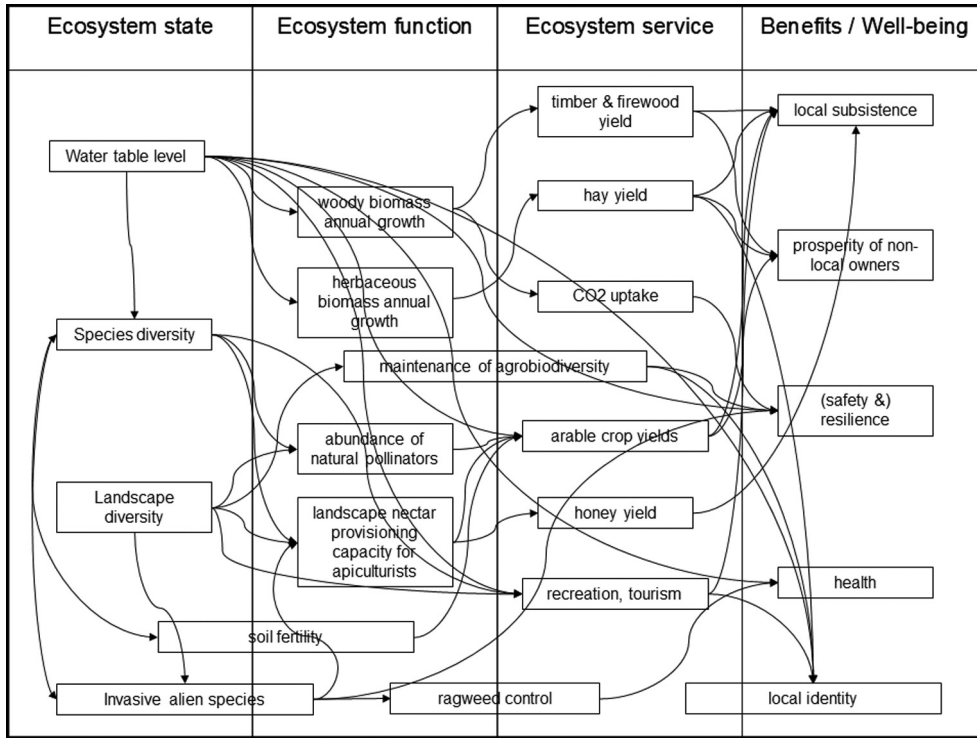 Ecosystem state
Ecosystem function
Ecosystem service
Benefits / Well-being
Water table level
Species diversity
Landscape
diversity
soil fertility
Invasive alien species
woody biomass
annual growth
herbaceous
biomass annual
growth
maintenance of agrobiodiversity
abundance of
natural pollinators
landscape nectar
provisioning
capacity for
apiculturists
ragweed control
timber & firewood
yield
hay yield
CO2 uptake
arable crop yields
honey yield
recreation, tourism
local subsistence
prosperity of non-
local owners
(safety &)
resilience
health
local identity